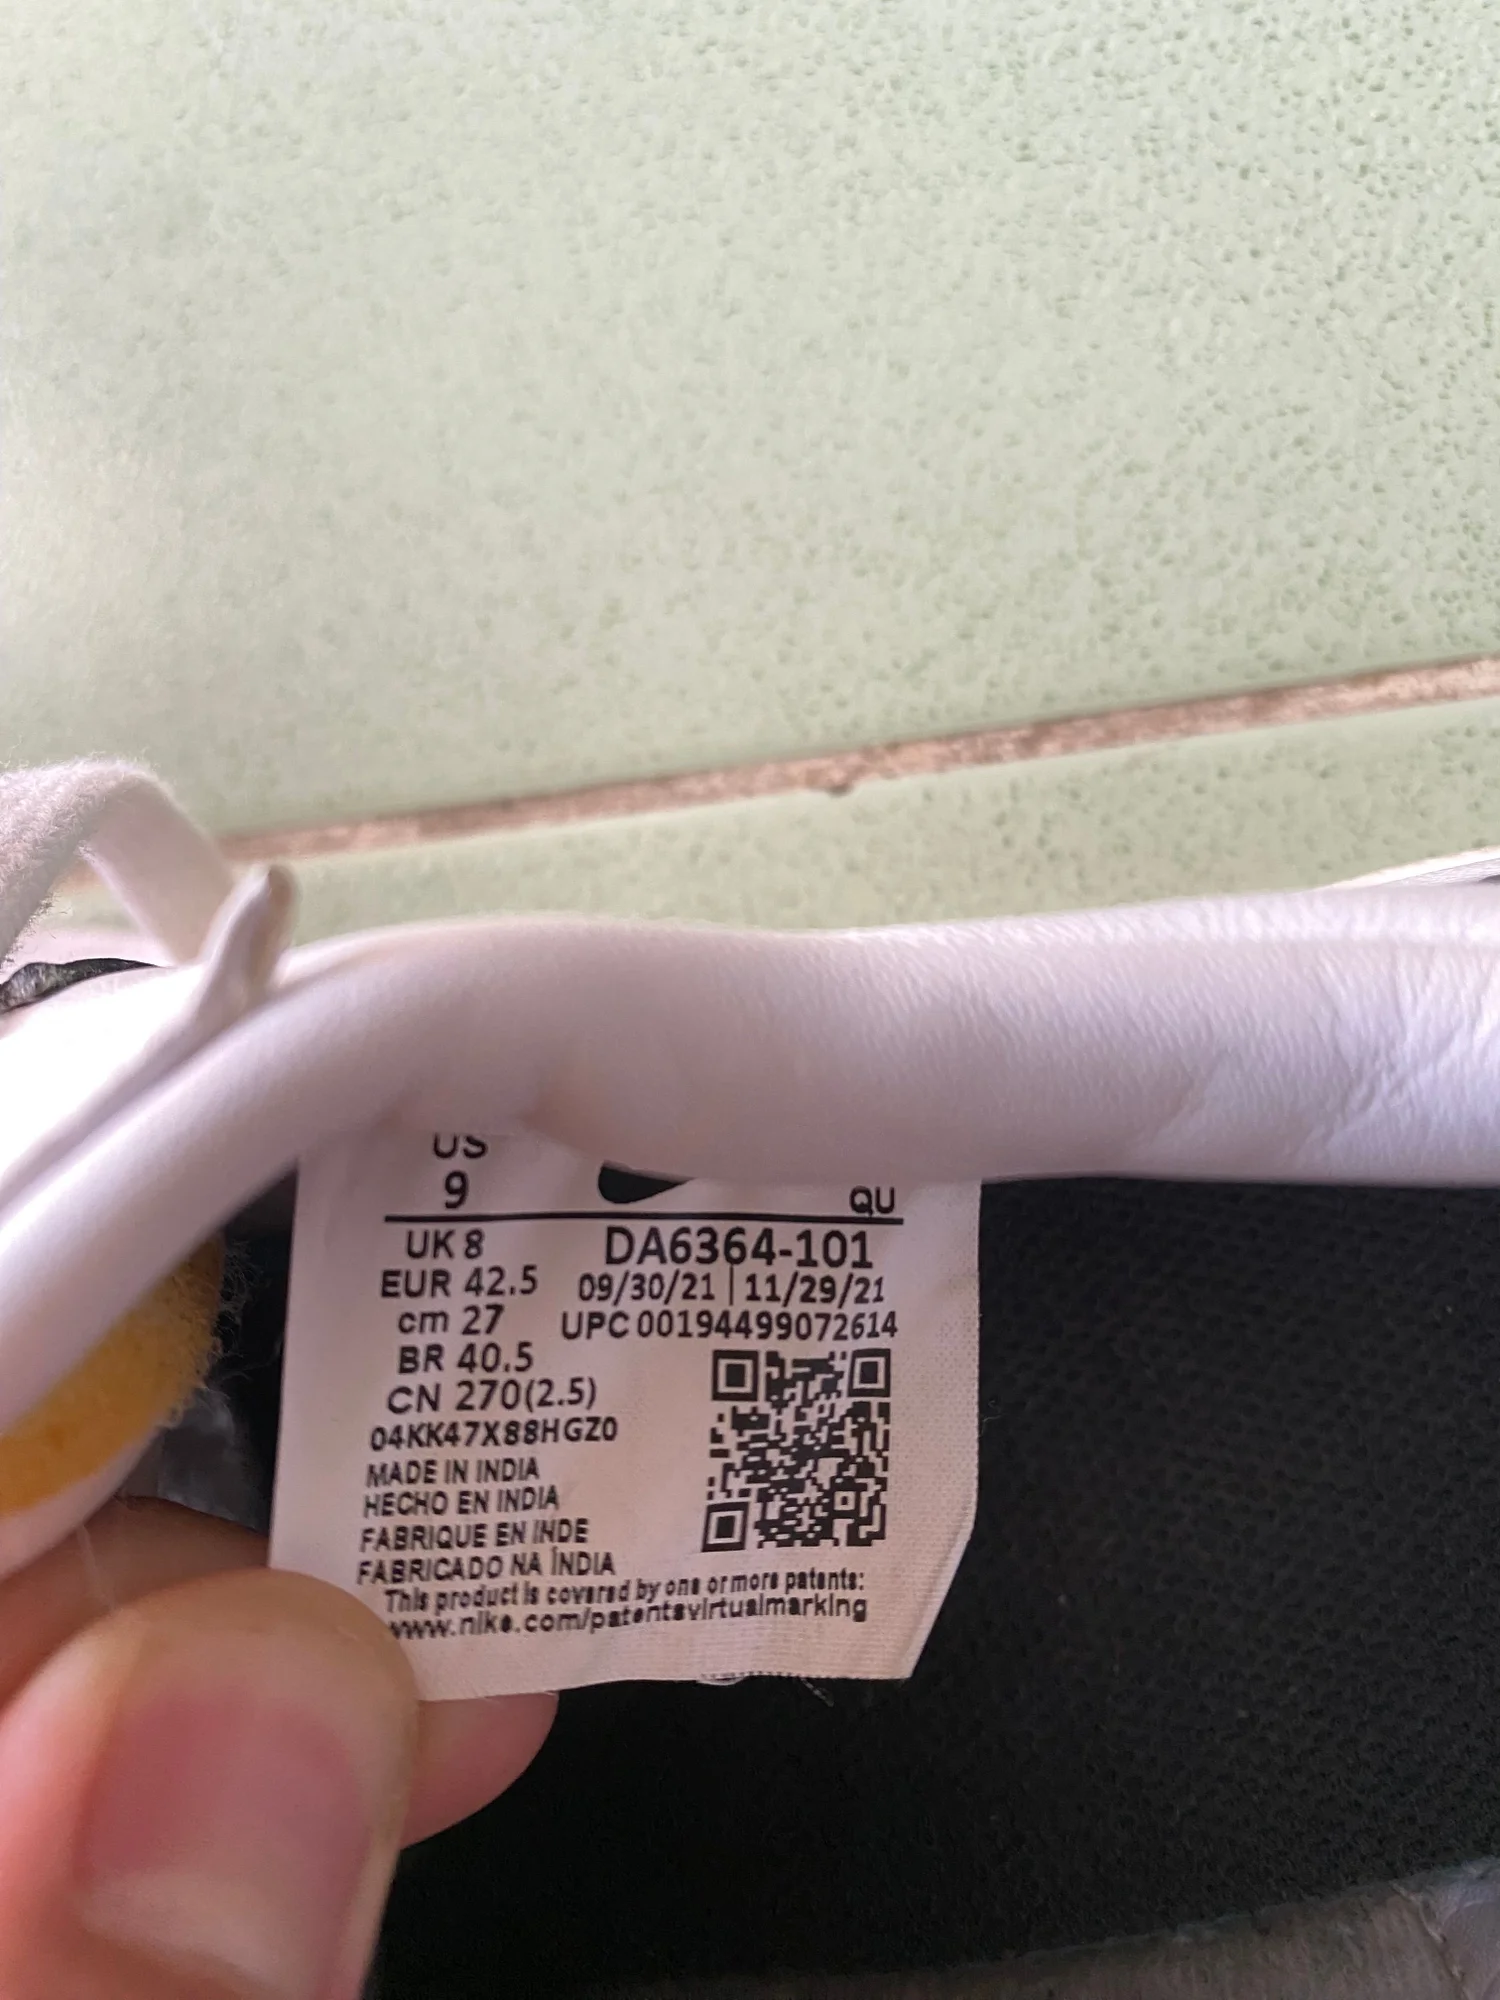 US
9
QU
UK 8
DA6364-101
EUR 42.5
09/30/21 | 11/29/21
cm 27
UPC 00194499072614
BR 40.5
CN 270(2.5)
04KK47X88HGZ0
MADE IN INDIA
HECHO EN INDIA
FABRIQUE EN INDE
FABRICADO NA ÍNDIA
This product is covered by one or more patents:
www.nike.com/patentsvirtualmarking